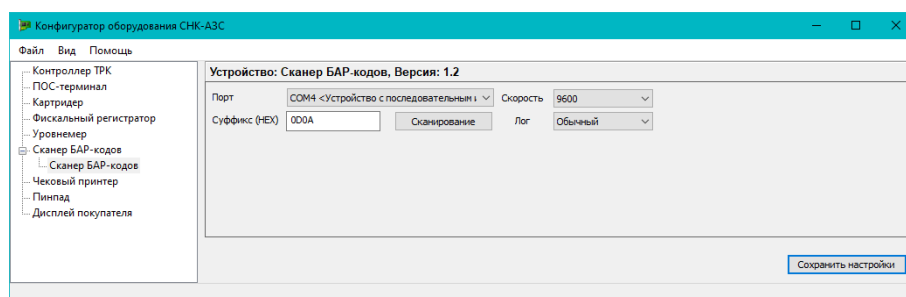 Конфигуратор оборудования СНК-АЗС
Файл Вид Помощь
Контроллер ТРК
ПОС-терминал
Картридер
Фискальный регистратор
Уровнемер
Сканер БАР-кодов
Сканер БАР-кодов
Чековый принтер
Пинпад
Дисплей покупателя
Устройство: Сканер БАР-кодов, Версия: 1.2
Порт COM4 <Устройство с последовательным Скорость 9600
Суффикс (HEX) 0D0A Сканирование Лог Обычный
Сохранить настройки